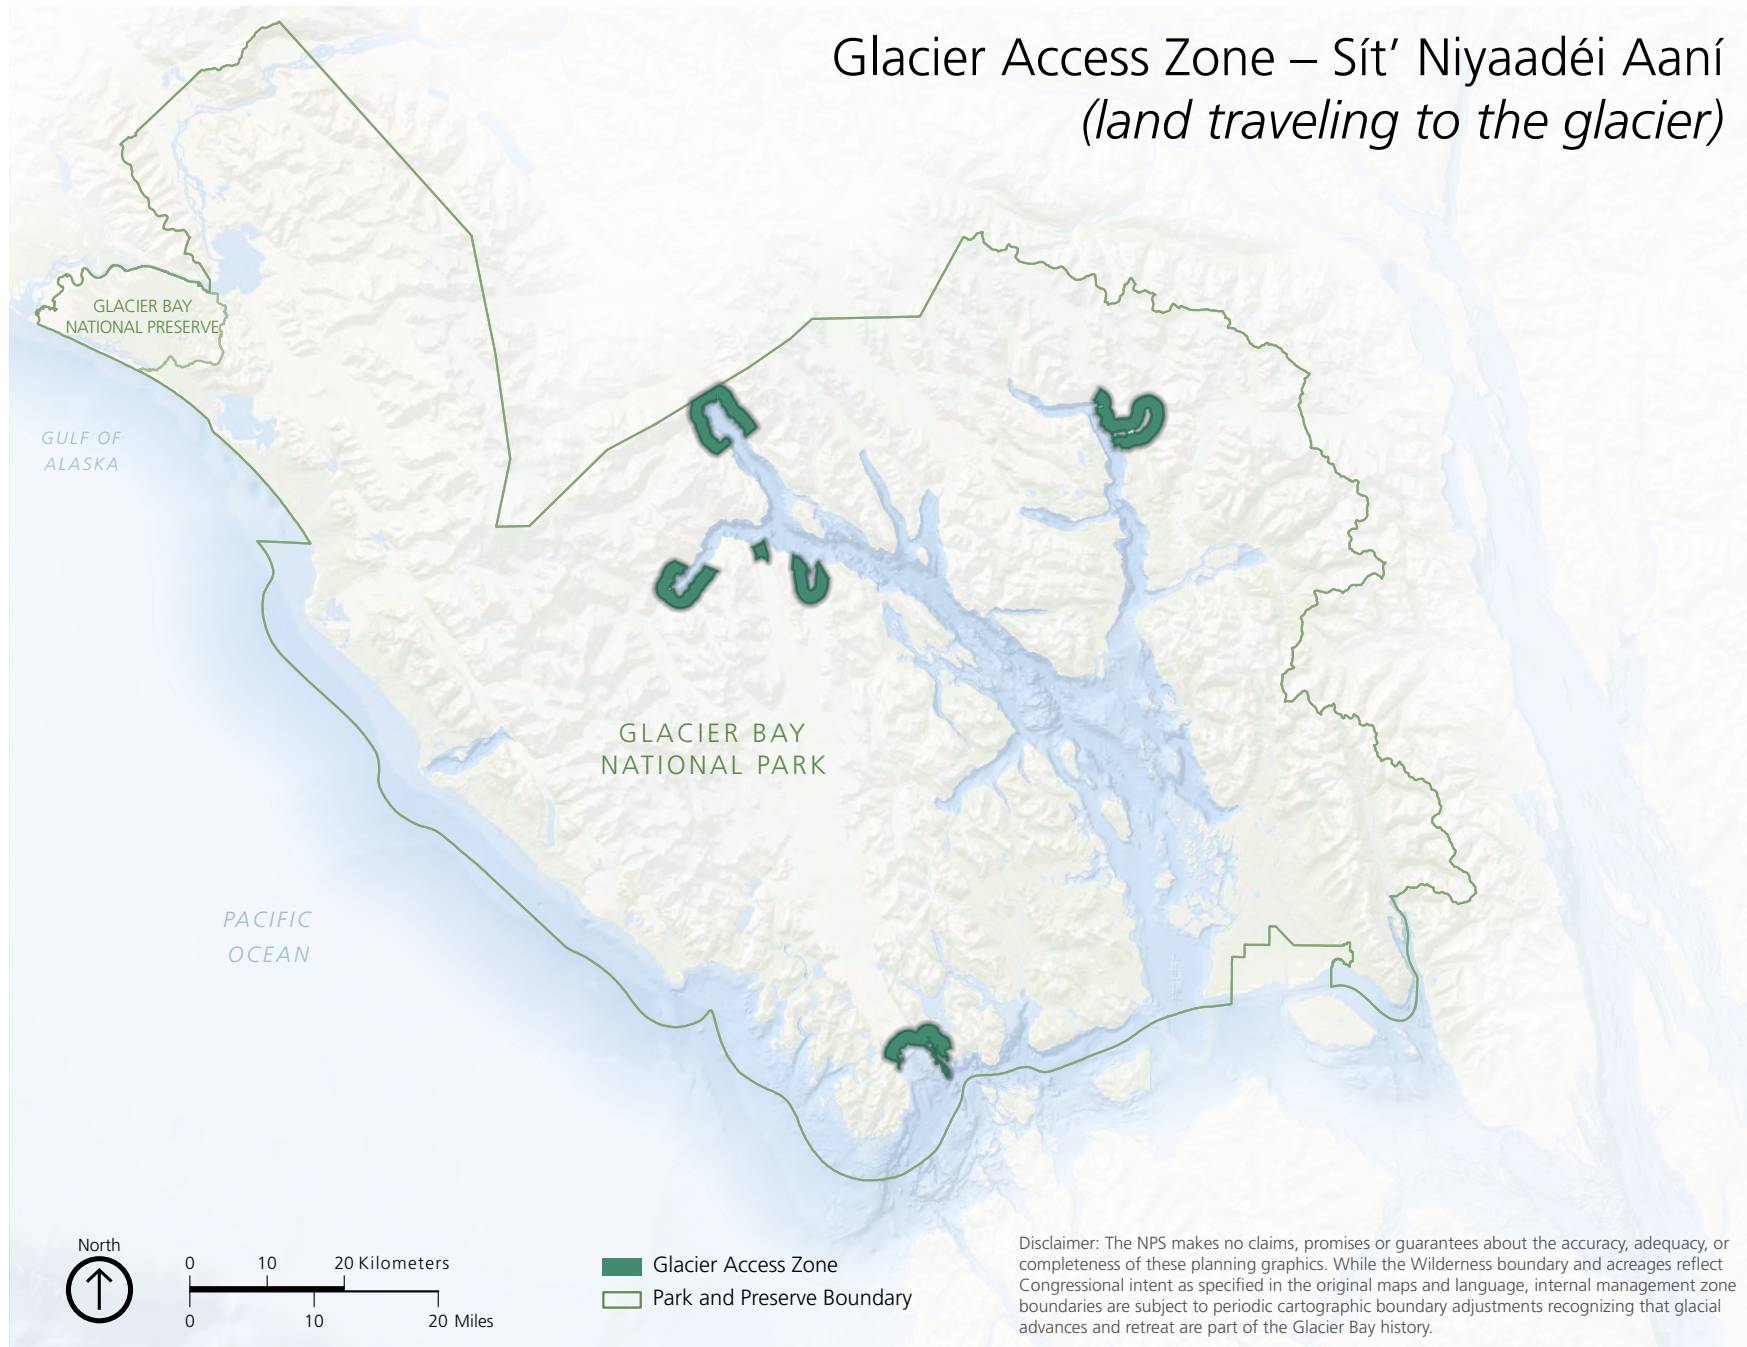 Glacier Access Zone – Sít’ Niyaadéi Aaní
(land traveling to the glacier)
GLACIER BAY
NATIONAL PRESERVE
GULF OF
ALASKA
GLACIER BAY
NATIONAL PARK
PACIFIC
OCEAN
North
0 10 20 Kilometers
0 10 20 Miles
Glacier Access Zone
Park and Preserve Boundary
Disclaimer: The NPS makes no claims, promises or guarantees about the accuracy, adequacy, or
completeness of these planning graphics. While the Wilderness boundary and acreages reflect
Congressional intent as specified in the original maps and language, internal management zone
boundaries are subject to periodic cartographic boundary adjustments recognizing that glacial
advances and retreat are part of the Glacier Bay history.